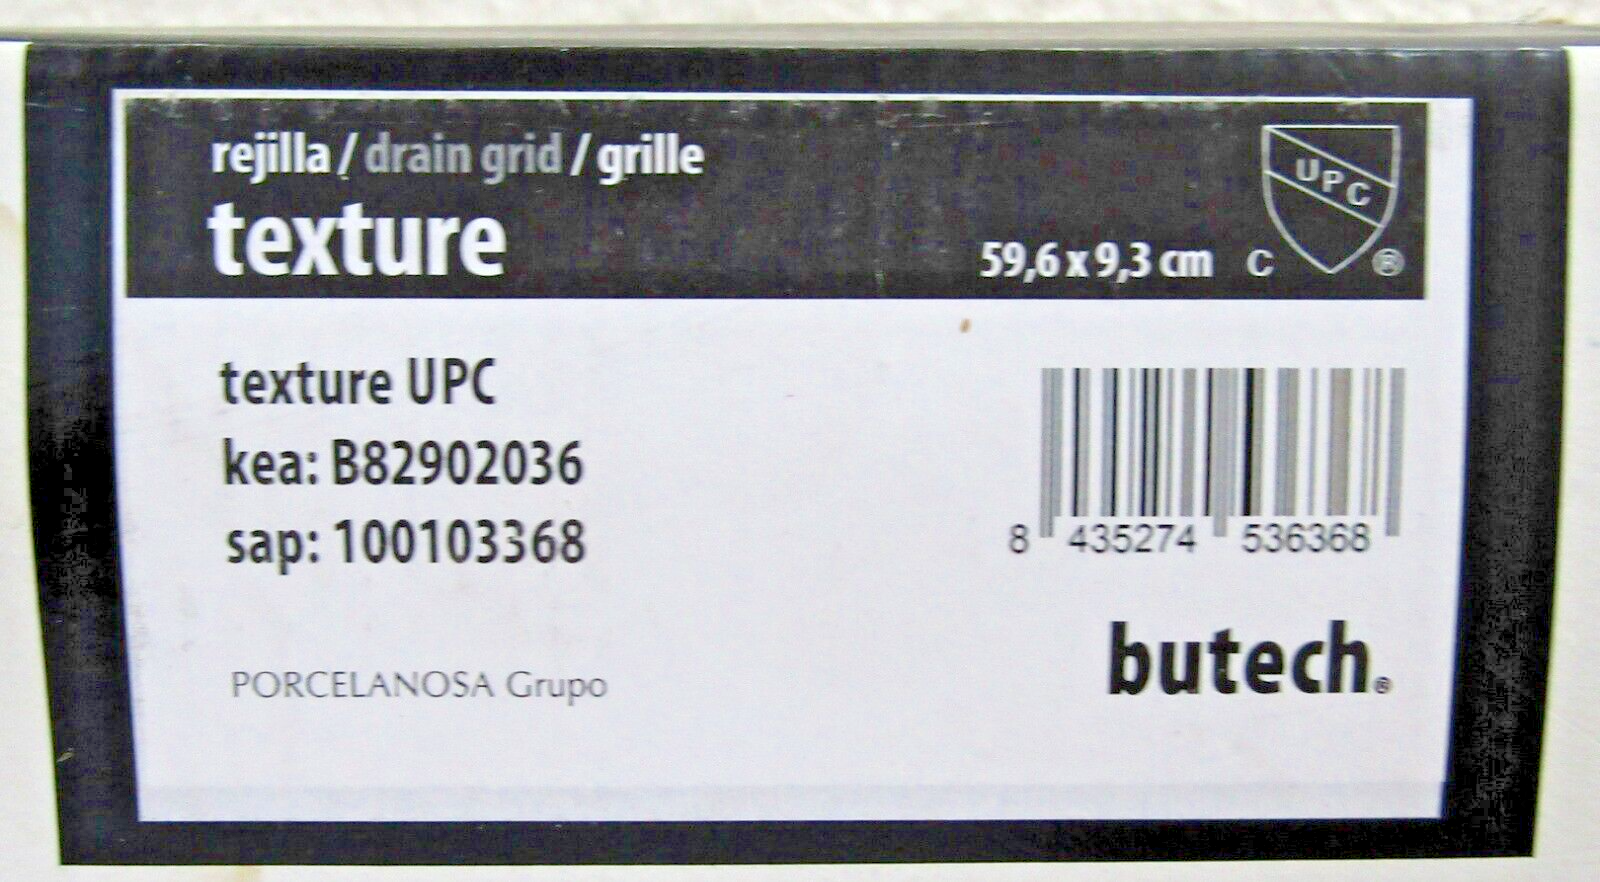 rejilla / drain grid / grille
texture
59,6 x 9,3 cm
C UPC ®
texture UPC
kea: B82902036
sap: 100103368
8 435274 536368
PORCELANOSA Grupo
butech®